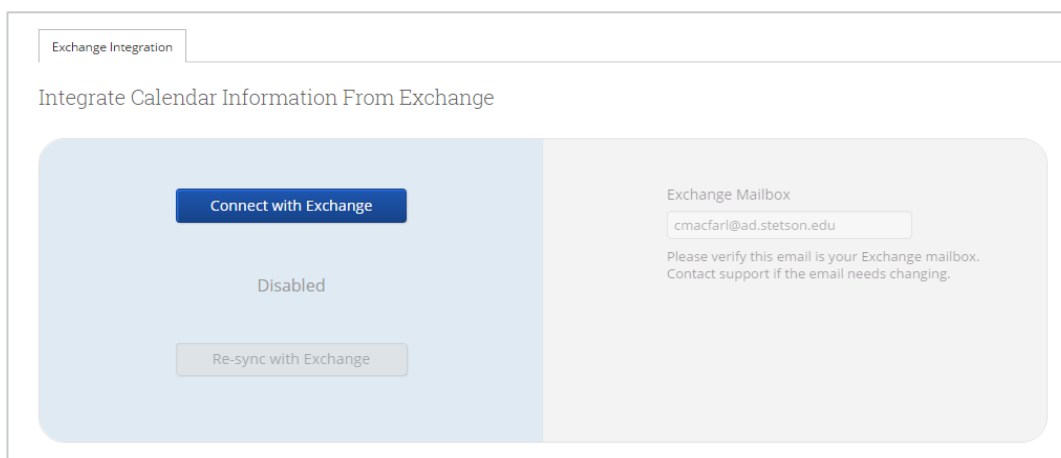 Exchange Integration
Integrate Calendar Information From Exchange
Connect with Exchange
Disabled
Re-sync with Exchange
Exchange Mailbox
cmacfarl@ad.stetson.edu
Please verify this email is your Exchange mailbox.
Contact support if the email needs changing.